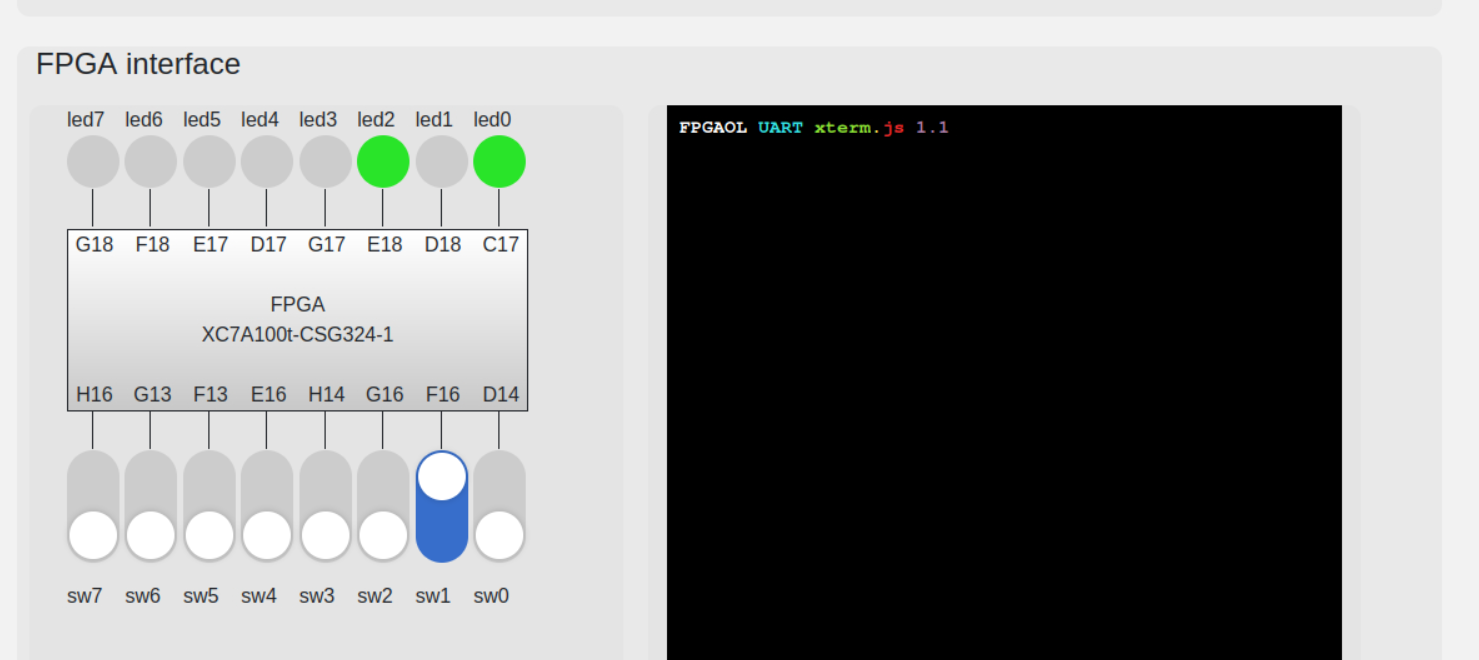 FPGA interface
led7 led6 led5 led4 led3 led2 led1 led0
FPGAOL UART xterm.js 1.1
G18 F18 E17 D17 G17 E18 D18 C17
FPGA
XC7A100t-CSG324-1
H16 G13 F13 E16 H14 G16 F16 D14
sw7 sw6 sw5 sw4 sw3 sw2 sw1 sw0